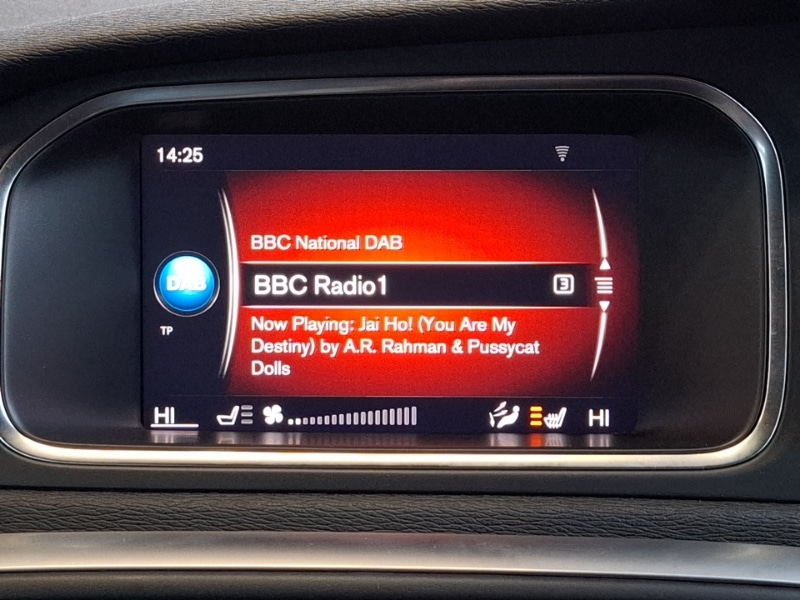 14:25
BBC National DAB
DAB
BBC Radio1
3
TP
Now Playing: Jai Ho! (You Are My
Destiny) by A.R. Rahman & Pussycat
Dolls
HI
HI